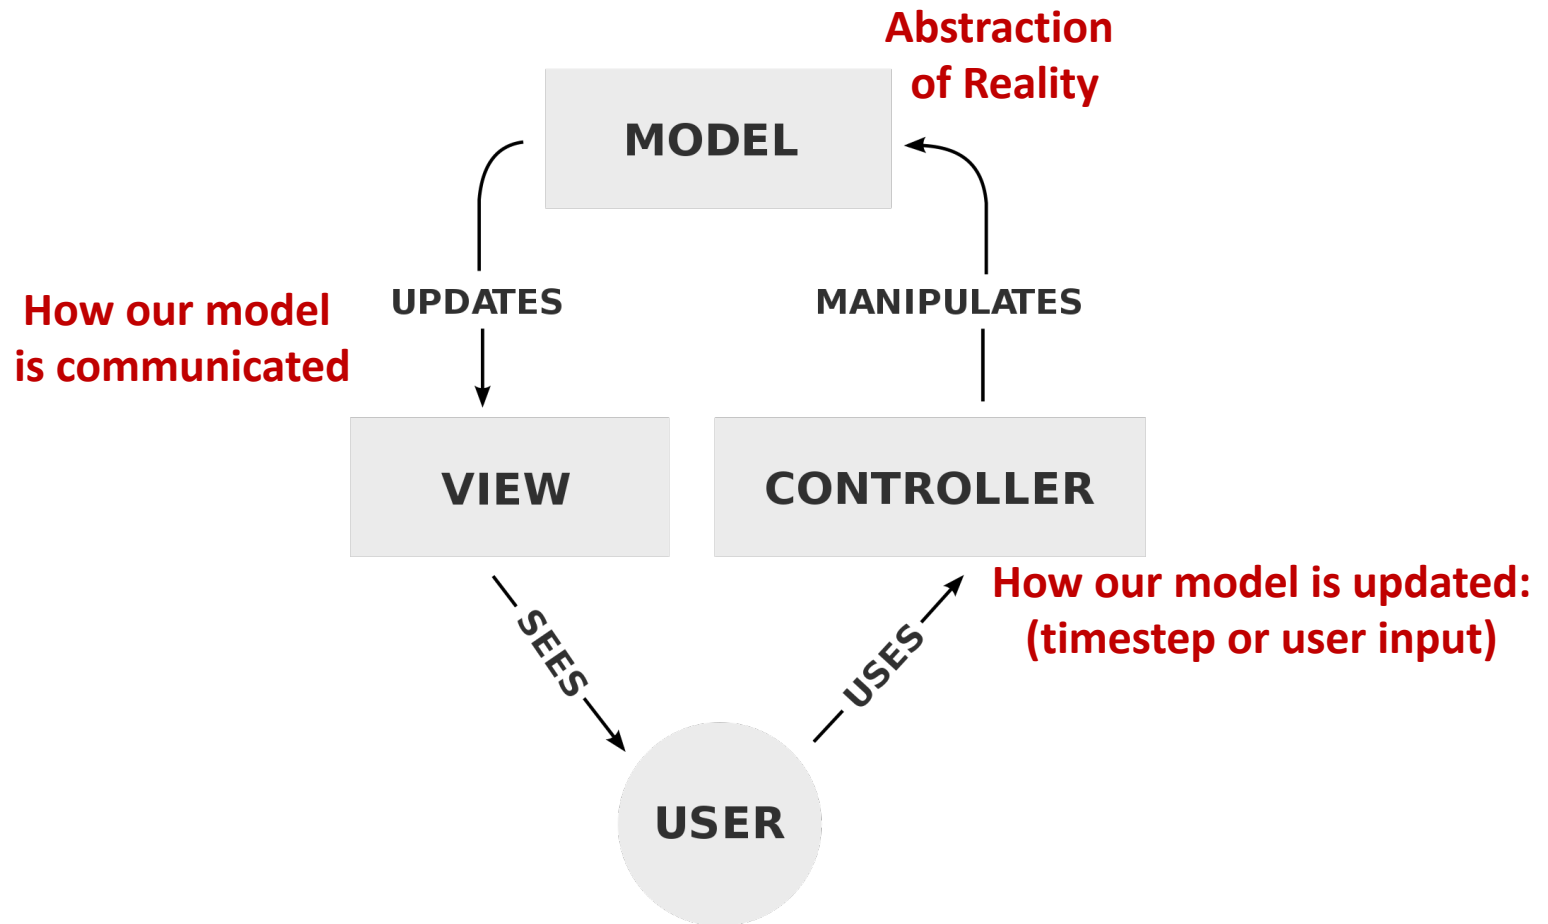 Abstraction
of Reality
MODEL
UPDATES
MANIPULATES
How our model
is communicated
VIEW
CONTROLLER
How our model is updated:
(timestep or user input)
SEES
USES
USER